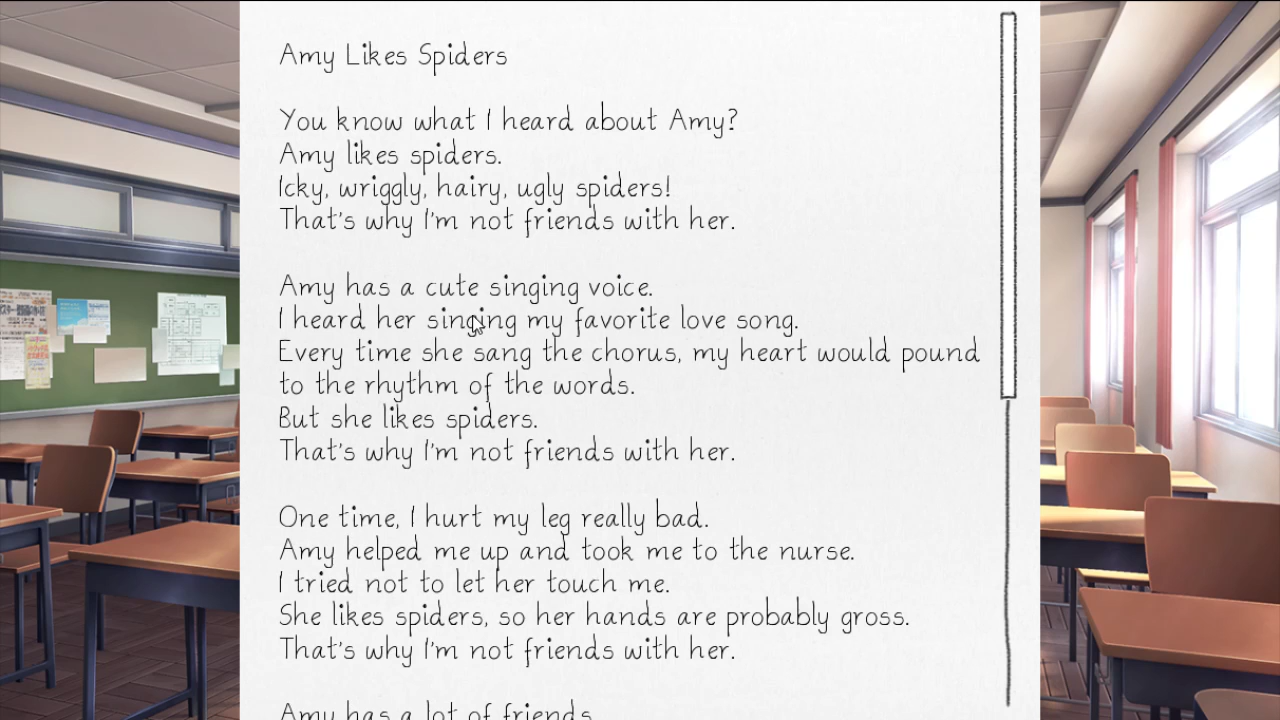 Amy Likes Spiders
You know what I heard about Amy?
Amy likes spiders.
Icky, wriggly, hairy, ugly spiders!
That's why I'm not friends with her.
Amy has a cute singing voice.
I heard her singing my favorite love song.
Every time she sang the chorus, my heart would pound
to the rhythm of the words.
But she likes spiders.
That's why I'm not friends with her.
One time, I hurt my leg really bad.
Amy helped me up and took me to the nurse.
I tried not to let her touch me.
She likes spiders, so her hands are probably gross.
That's why I'm not friends with her.
Amy has a lot of friends